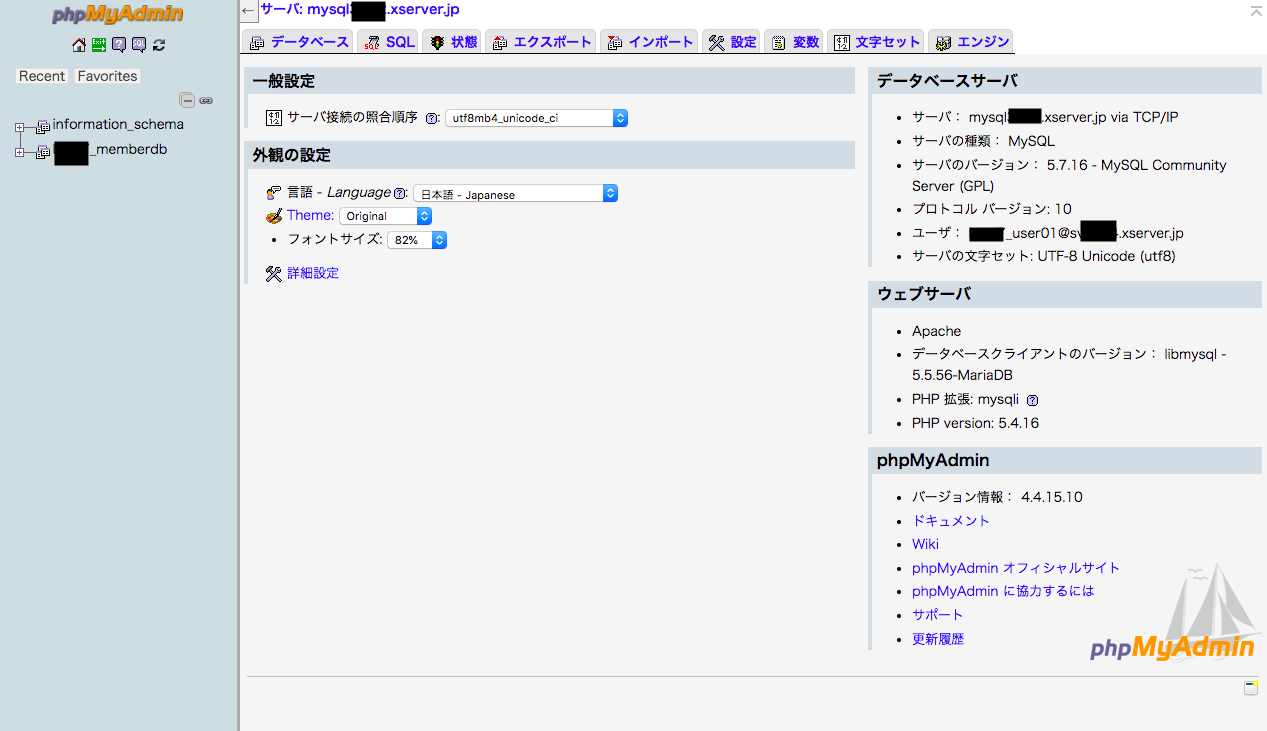 phpMyAdmin
Recent Favorites
information_schema
_memberdb
サーバ: mysql .xserver.jp
データベース SQL 状態 エクスポート インポート 設定 変数 文字セット エンジン
一般設定
サーバ接続の照合順序 : utf8mb4_unicode_ci
外観の設定
言語 - Language : 日本語 - Japanese
Theme: Original
フォントサイズ: 82%
詳細設定
データベースサーバ
サーバ： mysql .xserver.jp via TCP/IP
サーバの種類： MySQL
サーバのバージョン： 5.7.16 - MySQL Community
Server (GPL)
プロトコル バージョン: 10
ユーザ： _user01@sv .xserver.jp
サーバの文字セット: UTF-8 Unicode (utf8)
ウェブサーバ
Apache
データベースクライアントのバージョン： libmysql -
5.5.56-MariaDB
PHP 拡張: mysqli
PHP version: 5.4.16
phpMyAdmin
バージョン情報： 4.4.15.10
ドキュメント
Wiki
phpMyAdmin オフィシャルサイト
phpMyAdmin に協力するには
サポート
更新履歴
phpMyAdmin